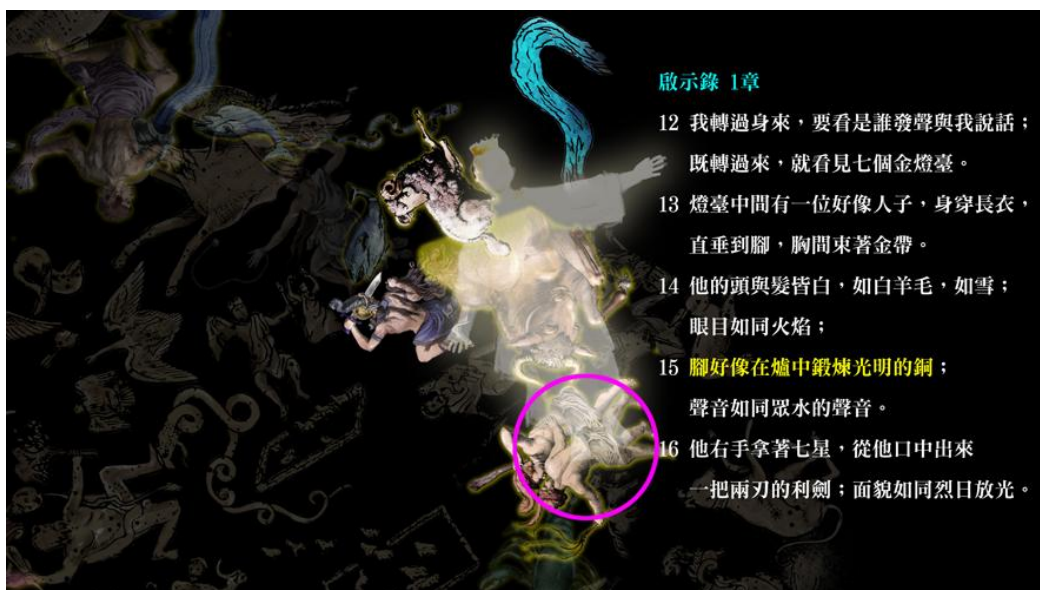 啟示錄 1章
12 我轉過身來，要看是誰發聲與我說話；
既轉過來，就看見七個金燈臺。
13 燈臺中間有一位好像人子，身穿長衣，
直垂到腳，胸間束著金帶。
14 他的頭與髮皆白，如白羊毛，如雪；
眼目如同火焰；
15 腳好像在爐中鍛煉光明的銅；
聲音如同眾水的聲音。
16 他右手拿著七星，從他口中出來
一把兩刃的利劍；面貌如同烈日放光。